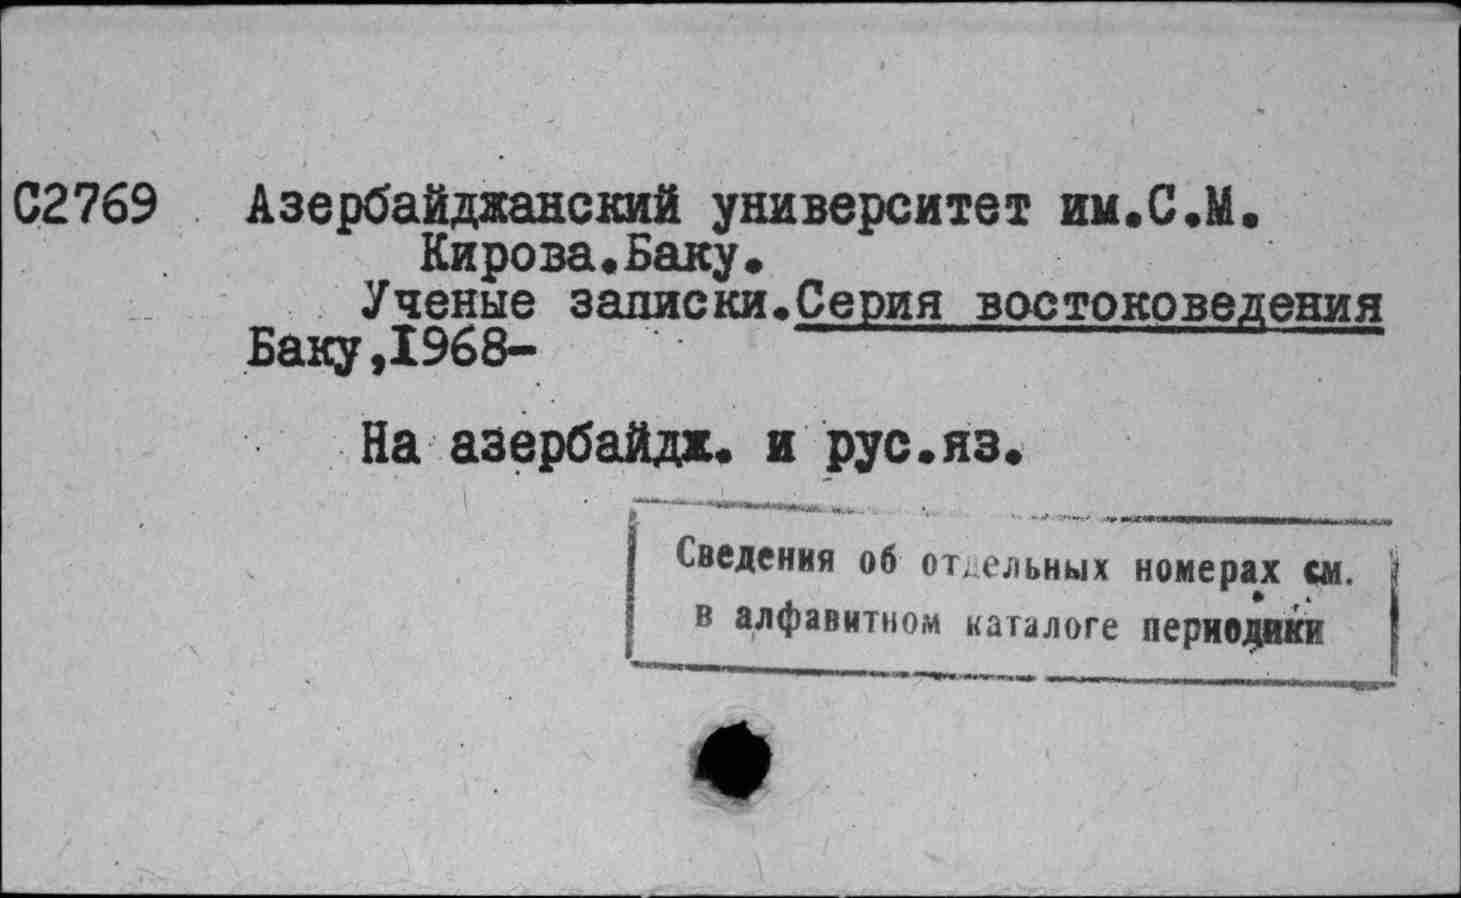 С2769 Азербайджанский университет им.С.М.
Кирова.Баку.
Ученые записки.Серия востоковедения
Баку,1968-
На азербайдж. и рус.яз.
Сведения об отдельных номерах см.
в алфавитном каталоге периодики